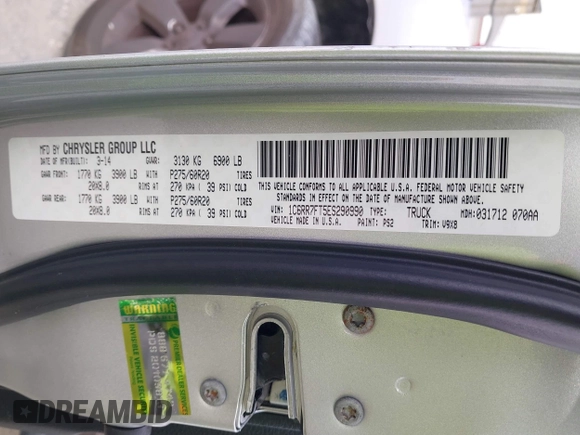 MFD BY CHRYSLER GROUP LLC
DATE OF MFR(BUILT): 3-14 GVWR: 3130 KG 6900 LB
GAWR FRONT: 1770 KG 3900 LB WITH P275/60R20 TIRES
20X8.0 RIMS AT 270 KPA ( 39 PSI) COLD
GAWR REAR: 1770 KG 3900 LB WITH P275/60R20 TIRES
20X8.0 RIMS AT 270 KPA ( 39 PSI) COLD
THIS VEHICLE CONFORMS TO ALL APPLICABLE U.S.A. FEDERAL MOTOR VEHICLE SAFETY
STANDARDS IN EFFECT ON THE DATE OF MANUFACTURE SHOWN ABOVE.
VIN: 1C6RR7FT5ES290990 TYPE: TRUCK MDH: 031712 070AA
VEHICLE MADE IN U.S.A. PAINT: PS2 TRIM: V9X8
WARNING
DREAMBID